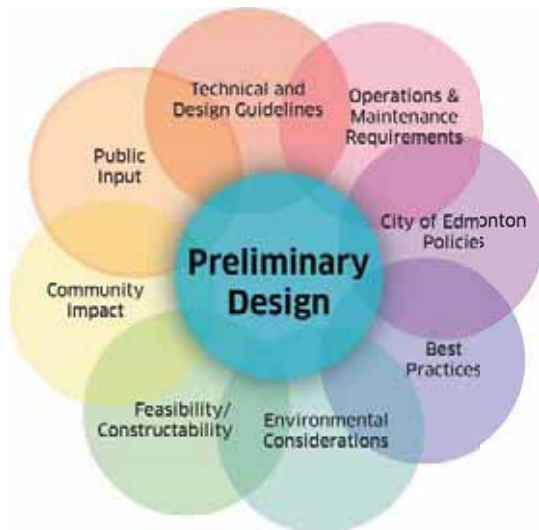 Technical and
Design Guidelines
Operations &
Maintenance
Requirements
City of Edmonton
Policies
Best
Practices
Environmental
Considerations
Feasibility/
Constructability
Community
Impact
Public
Input
Preliminary
Design